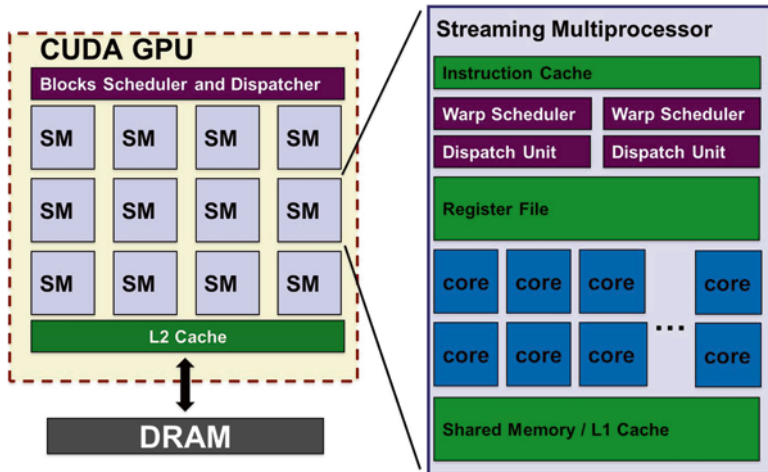 CUDA GPU
Blocks Scheduler and Dispatcher
SM SM SM SM
SM SM SM SM
SM SM SM SM
L2 Cache
DRAM
Streaming Multiprocessor
Instruction Cache
Warp Scheduler Warp Scheduler
Dispatch Unit Dispatch Unit
Register File
core core core core
...
core core core core
Shared Memory / L1 Cache